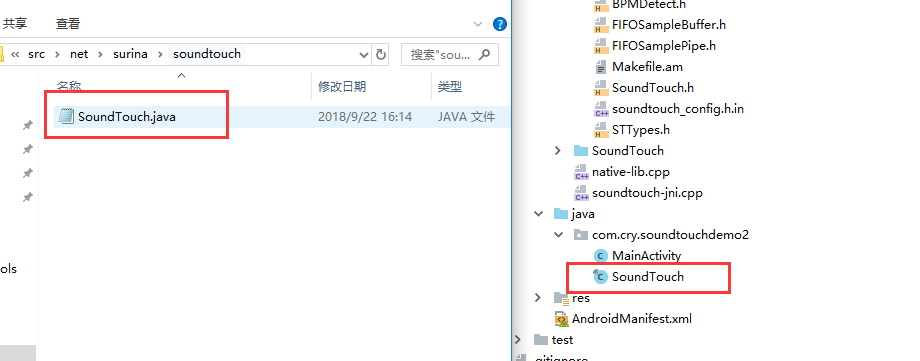 共享 查看
« src › net › surina › soundtouch
搜索"sou...
名称 修改日期 类型
SoundTouch.java 2018/9/22 16:14 JAVA 文件
ols
BPMDetect.h
FIFOSampleBuffer.h
FIFOSamplePipe.h
Makefile.am
SoundTouch.h
soundtouch_config.h.in
STTypes.h
SoundTouch
native-lib.cpp
soundtouch-jni.cpp
java
com.cry.soundtouchdemo2
MainActivity
SoundTouch
res
AndroidManifest.xml
test
.gitignore